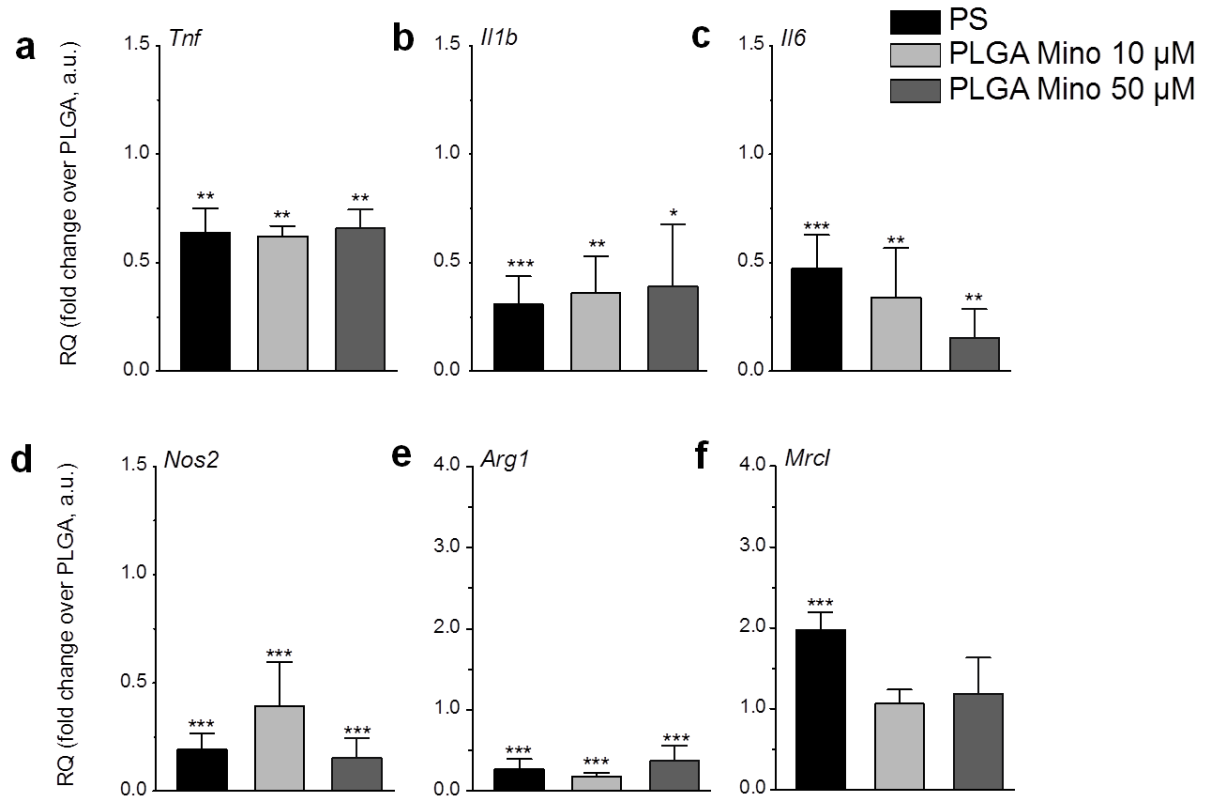 PS
PLGA Mino 10 µM
PLGA Mino 50 µM
a
Tnf
RQ (fold change over PLGA, a.u.)
1.5
1.0
0.5
0.0
**
**
**
b
Il1b
1.5
1.0
0.5
0.0
***
**
*
c
Il6
1.5
1.0
0.5
0.0
***
**
**
d
Nos2
RQ (fold change over PLGA, a.u.)
1.5
1.0
0.5
0.0
***
***
***
e
Arg1
4.0
3.0
2.0
1.0
0.0
***
***
***
f
MrcI
4.0
3.0
2.0
1.0
0.0
***